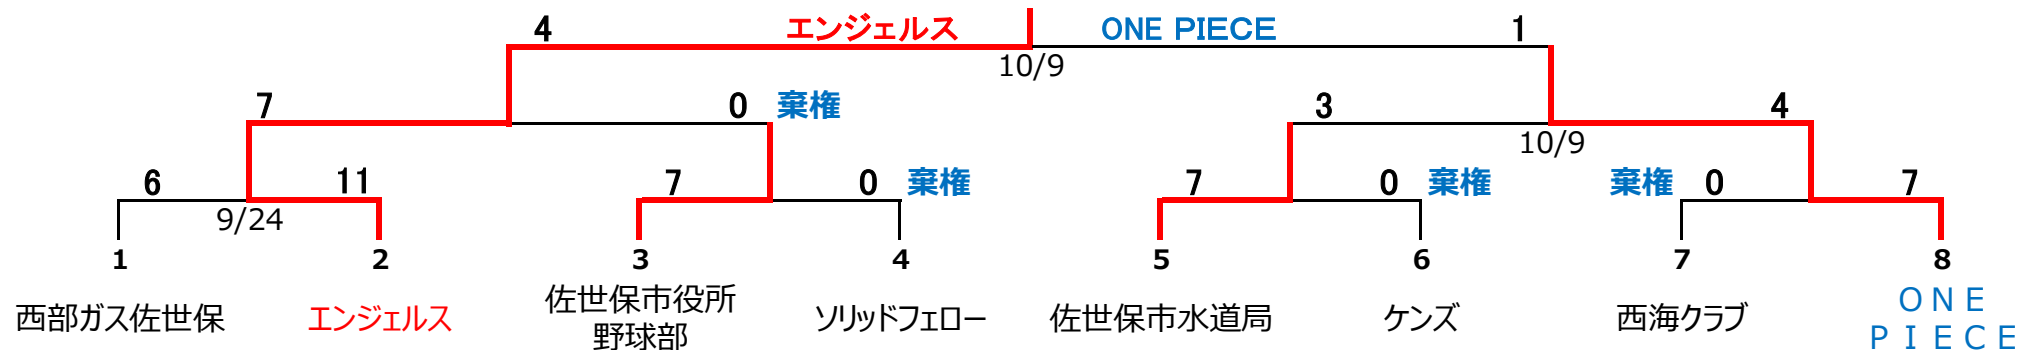 4 エンジェルス ONE PIECE 1
10/9
7 0 棄権 3 4
10/9
6 11 7 0 棄権 7 0 棄権 棄権 0 7
9/24
1 2 3 4 5 6 7 8
西部ガス佐世保
エンジェルス
佐世保市役所
野球部
ソリッドフェロー
佐世保市水道局
ケンズ
西海クラブ
ONE
PIECE